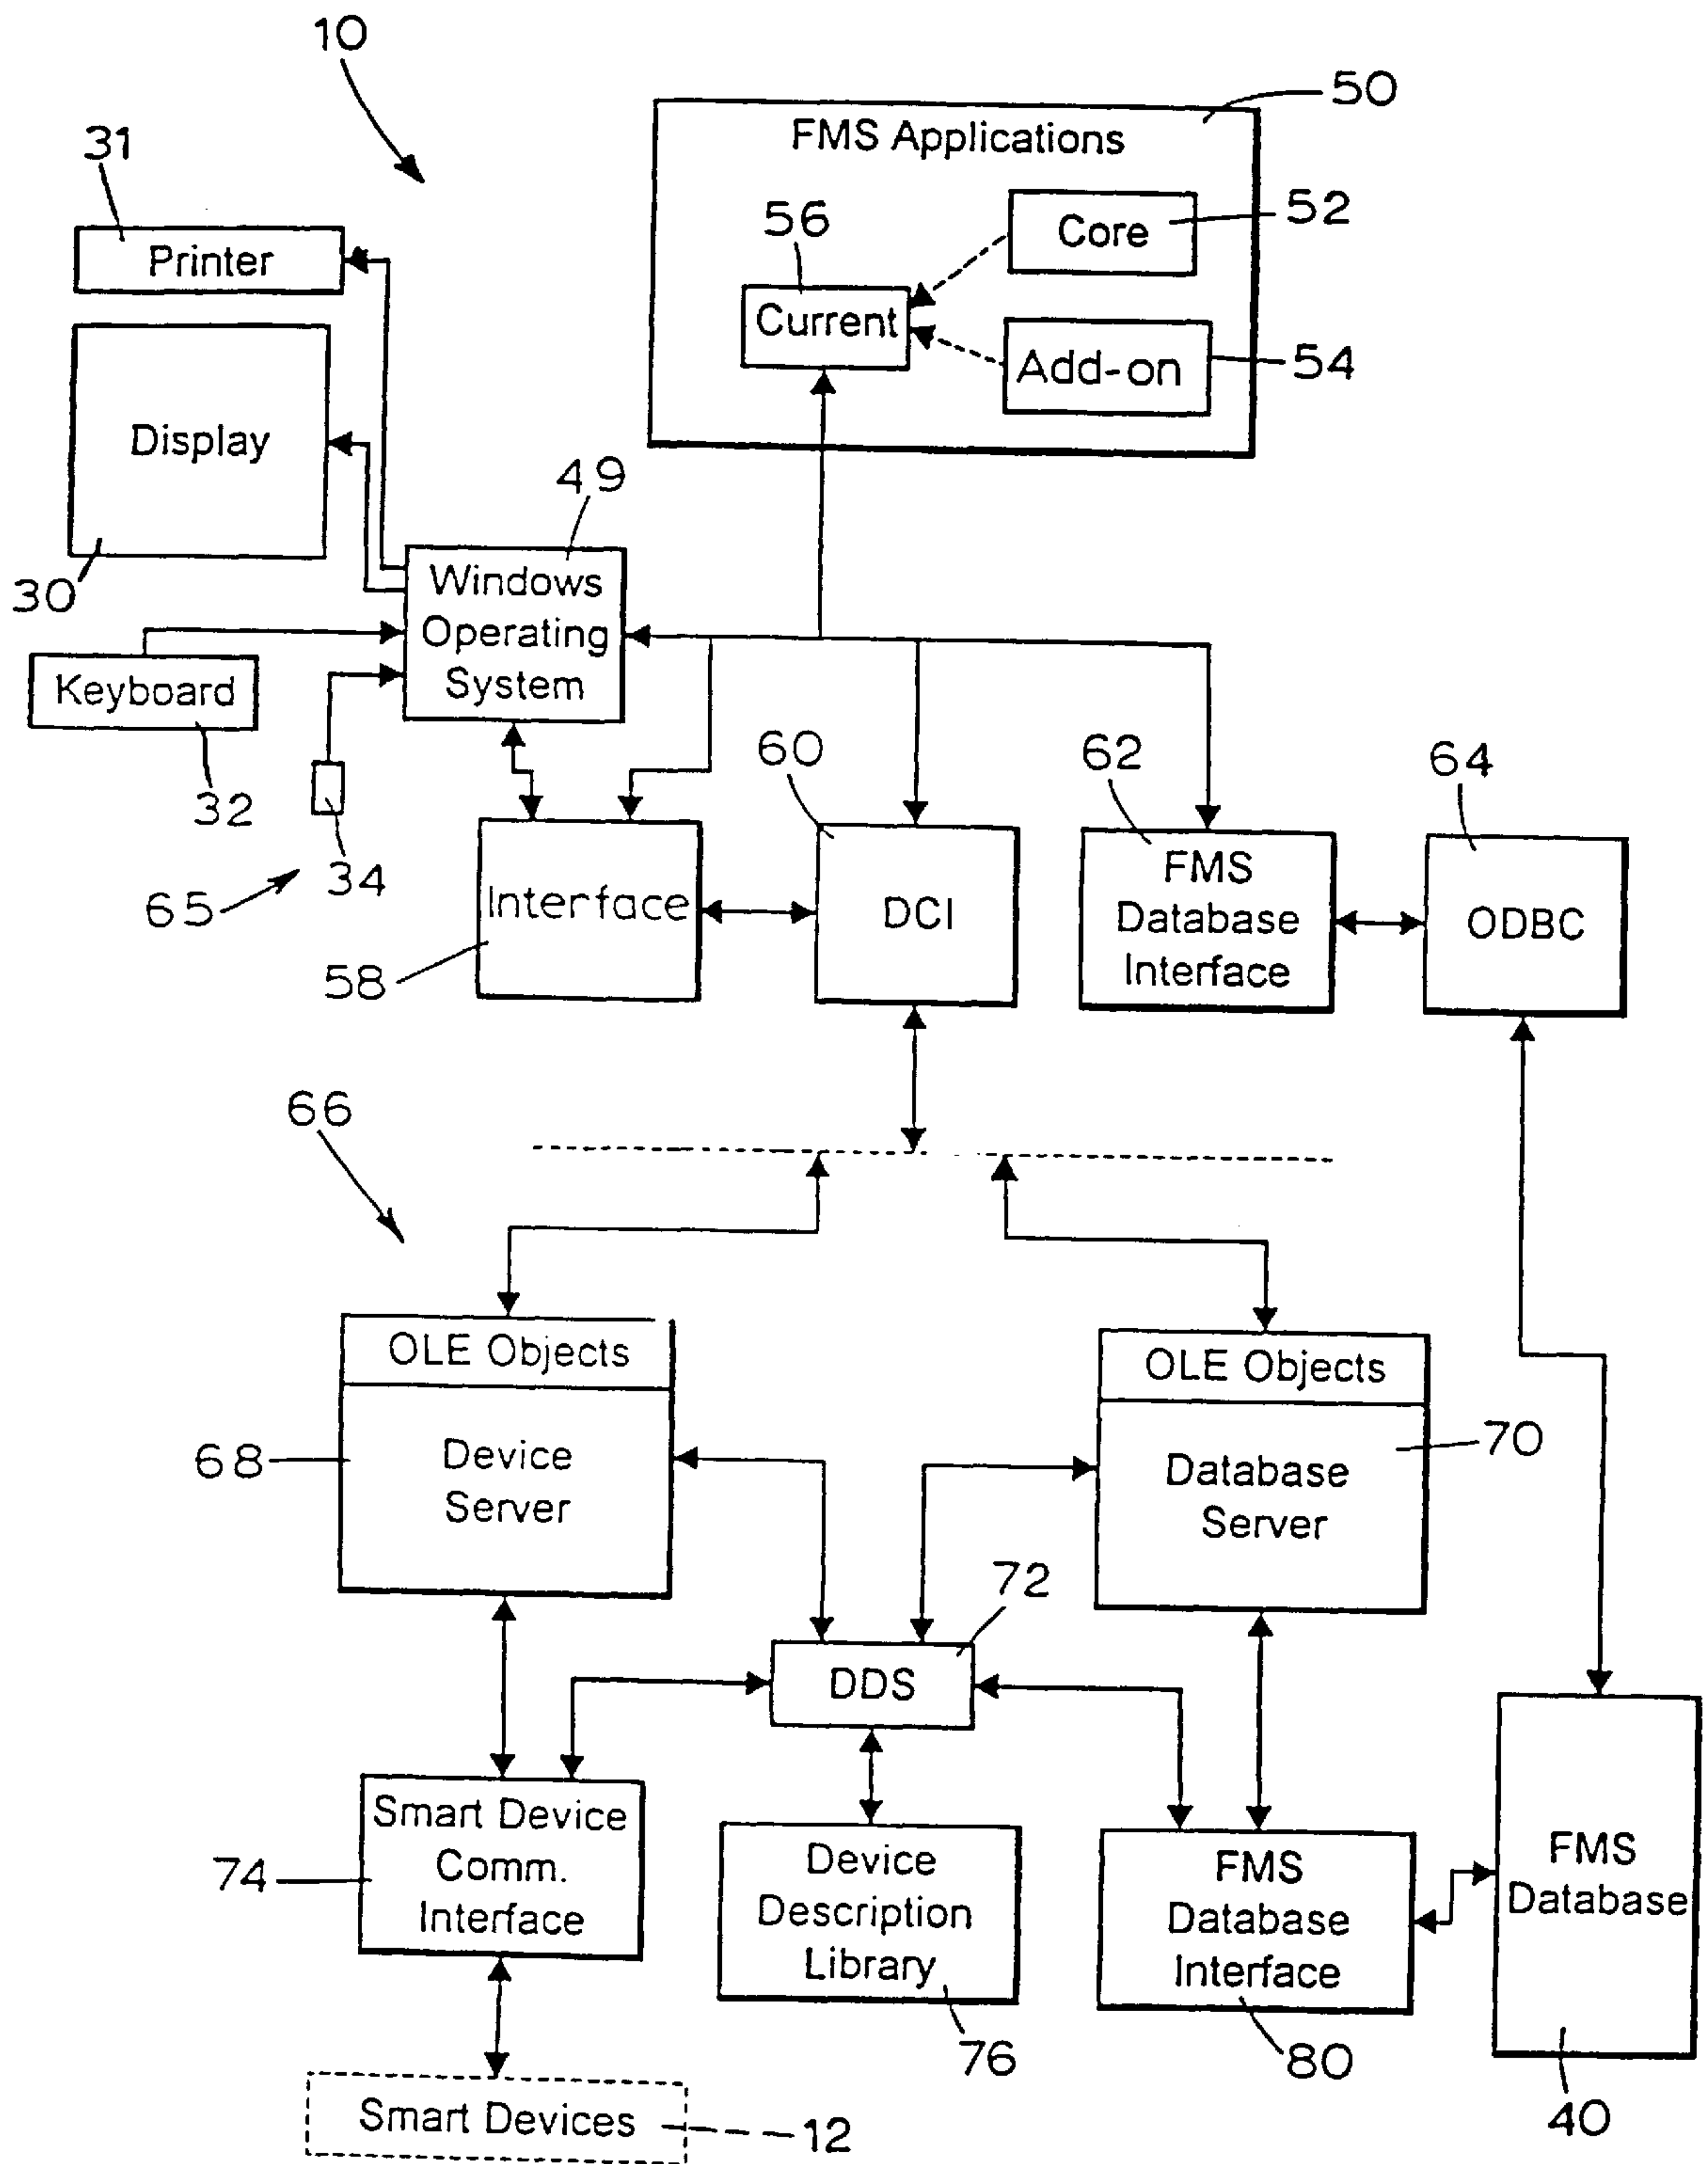 10
50
FMS Applications
31
52
Core
56
Printer
Current
54
Add-on
Display
49
30
Windows
Operating
System
Keyboard
32
34
65
60
62
64
Interface
58
DCI
FMS
Database
Interface
ODBC
66
OLE Objects
OLE Objects
68
Device
Server
70
Database
Server
72
DDS
Smart Device
Comm.
Interface
74
Device
Description
Library
76
FMS
Database
Interface
80
FMS
Database
40
Smart Devices
12